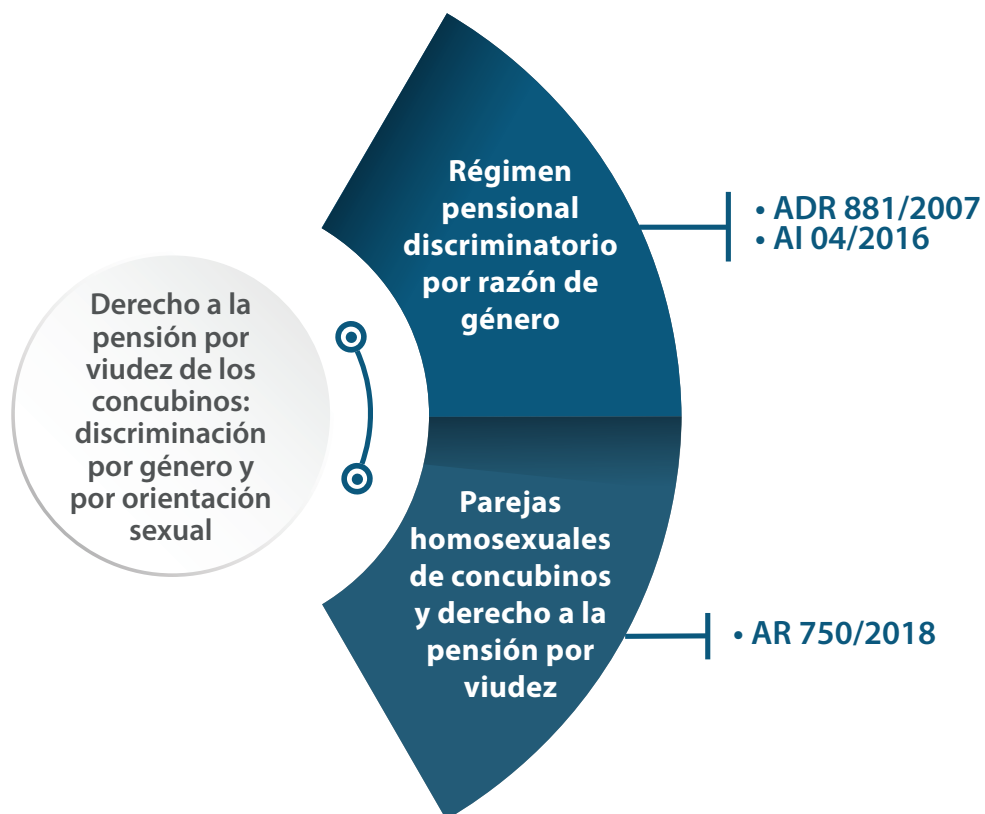 Derecho a la
pensión por
viudez de los
concubinos:
discriminación
por género y
por orientación
sexual
Régimen
pensional
discriminatorio
por razón de
género
• ADR 881/2007
• AI 04/2016
Parejas
homosexuales
de concubinos
y derecho a la
pensión por
viudez
• AR 750/2018